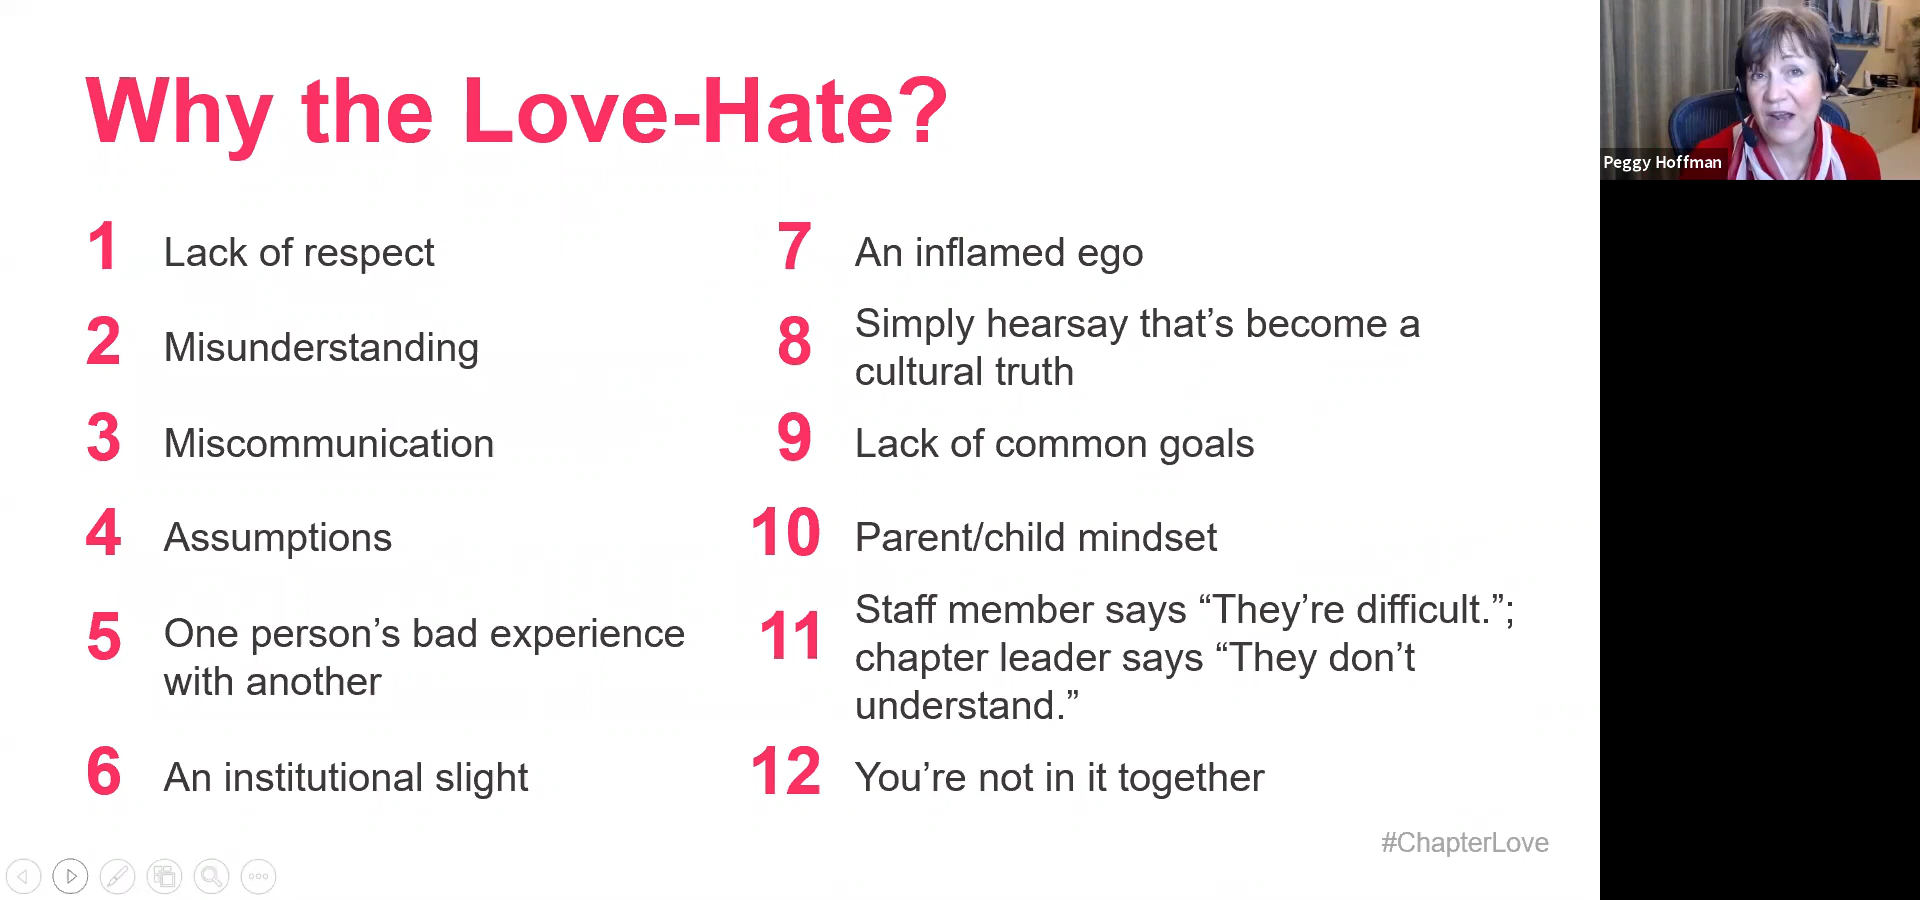 Why the Love-Hate?
1 Lack of respect
2 Misunderstanding
3 Miscommunication
4 Assumptions
5 One person’s bad experience
with another
6 An institutional slight
7 An inflamed ego
8 Simply hearsay that’s become a
cultural truth
9 Lack of common goals
10 Parent/child mindset
11 Staff member says “They’re difficult.”;
chapter leader says “They don’t
understand.”
12 You’re not in it together
#ChapterLove
Peggy Hoffman